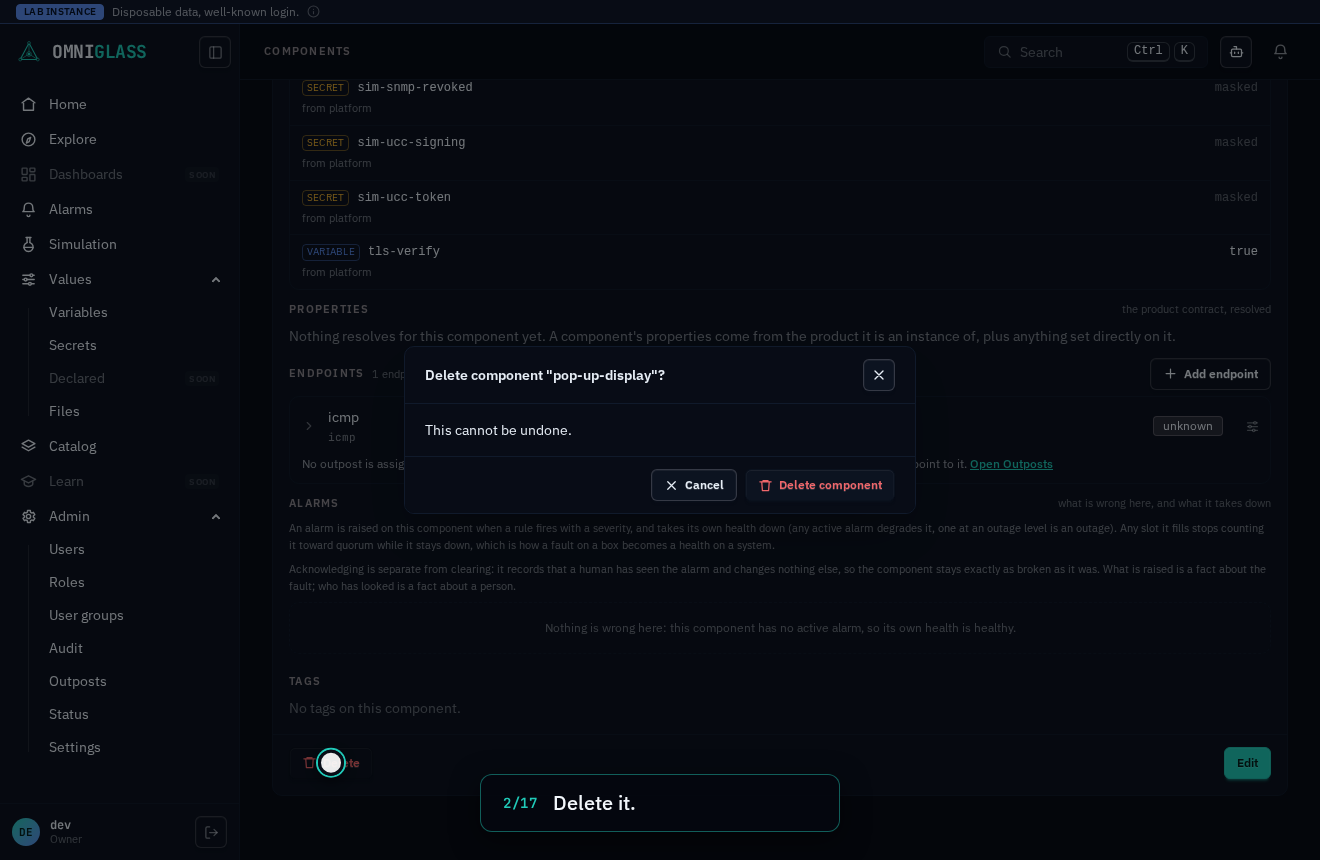 LAB INSTANCE Disposable data, well-known login.
OMNIGLASS
COMPONENTS
Search Ctrl K
Home
Explore
Dashboards SOON
Alarms
Simulation
Values
Variables
Secrets
Declared SOON
Files
Catalog
Learn SOON
Admin
Users
Roles
User groups
Audit
Outposts
Status
Settings
DE dev
Owner
SECRET sim-snmp-revoked masked
from platform
SECRET sim-ucc-signing masked
from platform
SECRET sim-ucc-token masked
from platform
VARIABLE tls-verify true
from platform
PROPERTIES the product contract, resolved
Nothing resolves for this component yet. A component's properties come from the product it is an instance of, plus anything set directly on it.
ENDPOINTS 1 endp
Add endpoint
icmp
icmp
unknown
No outpost is assig
point to it. Open Outposts
Delete component "pop-up-display"?
This cannot be undone.
Cancel Delete component
ALARMS what is wrong here, and what it takes down
An alarm is raised on this component when a rule fires with a severity, and takes its own health down (any active alarm degrades it, one at an outage level is an outage). Any slot it fills stops counting
it toward quorum while it stays down, which is how a fault on a box becomes a health on a system.
Acknowledging is separate from clearing: it records that a human has seen the alarm and changes nothing else, so the component stays exactly as broken as it was. What is raised is a fact about the
fault; who has looked is a fact about a person.
Nothing is wrong here: this component has no active alarm, so its own health is healthy.
TAGS
No tags on this component.
Edit
2/17 Delete it.